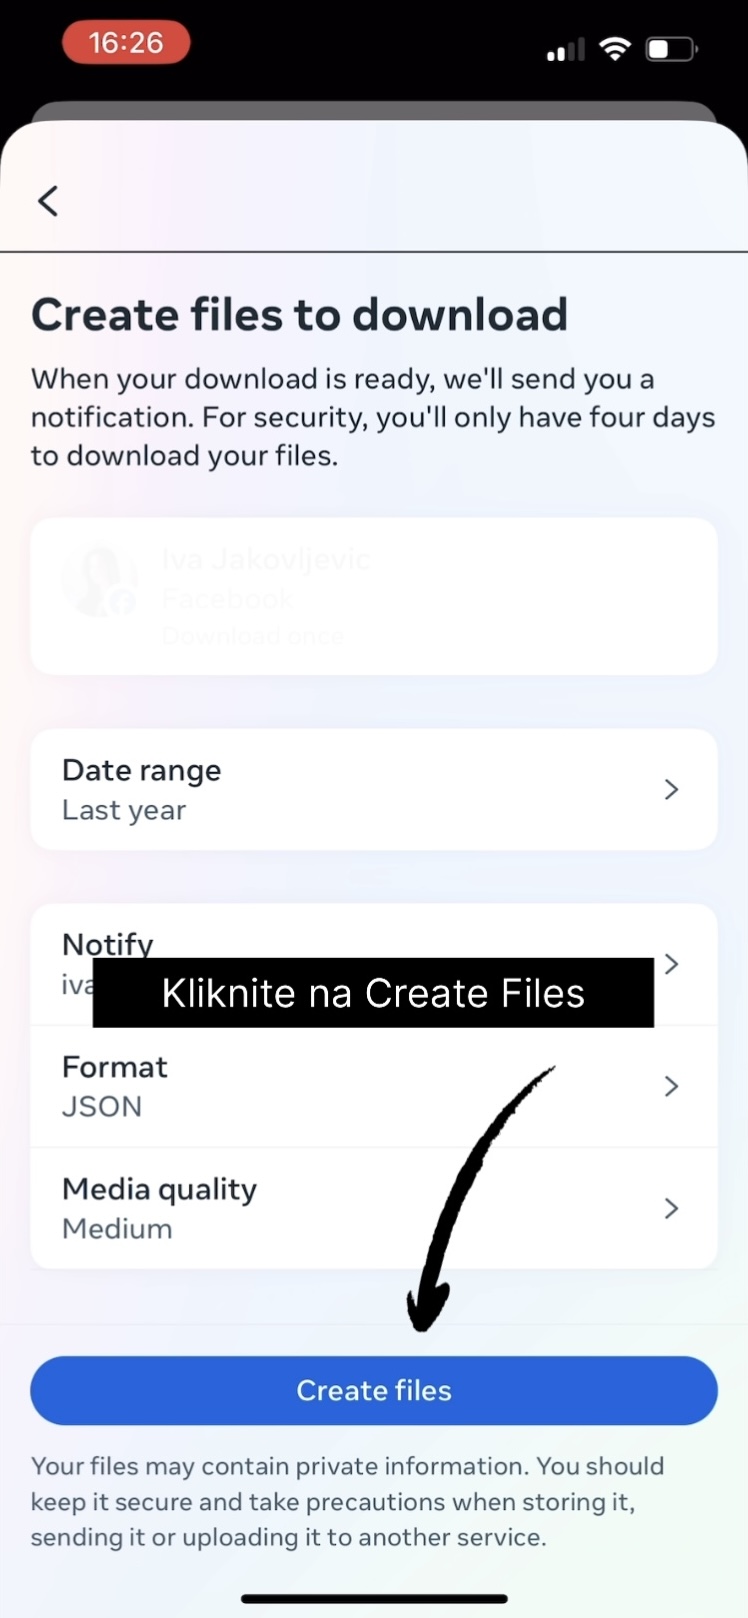 16:26
Create files to download
When your download is ready, we'll send you a
notification. For security, you'll only have four days
to download your files.
Iva Jakovljevic
Facebook
Download once
Date range
Last year
Notify
Kliknite na Create Files
Format
JSON
Media quality
Medium
Create files
Your files may contain private information. You should
keep it secure and take precautions when storing it,
sending it or uploading it to another service.